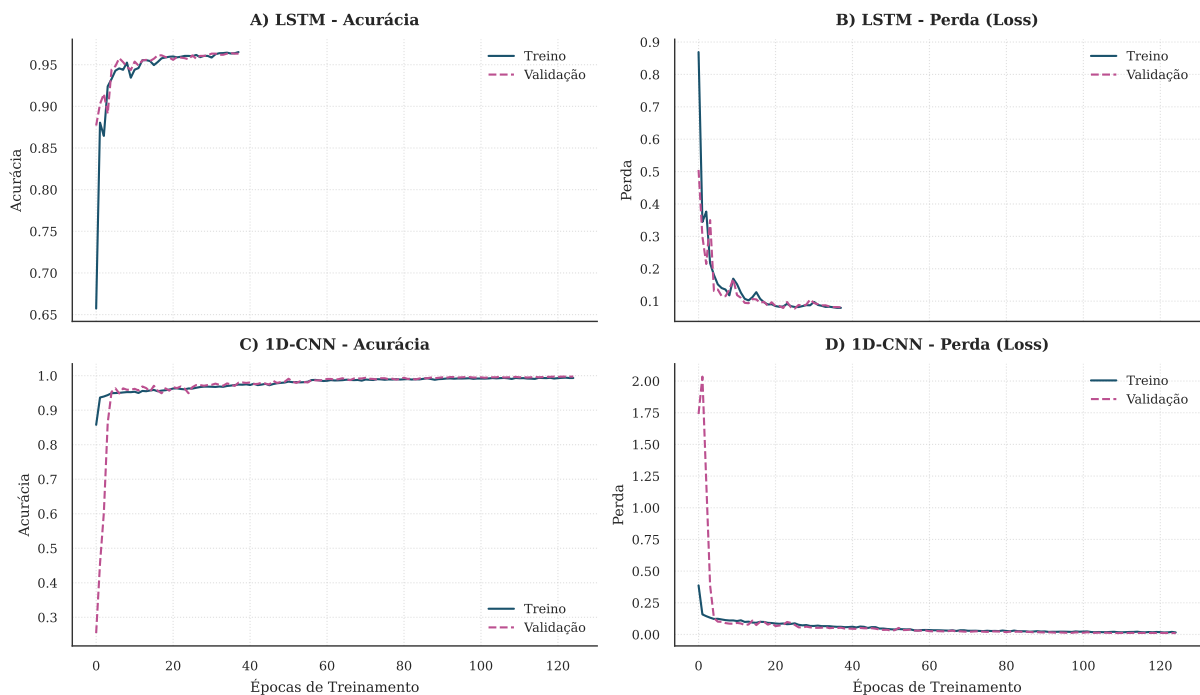 A) LSTM - Acurácia
Acurácia
0.95
0.90
0.85
0.80
0.75
0.70
0.65
Treino
Validação
B) LSTM - Perda (Loss)
Perda
0.9
0.8
0.7
0.6
0.5
0.4
0.3
0.2
0.1
Treino
Validação
C) 1D-CNN - Acurácia
Acurácia
1.0
0.9
0.8
0.7
0.6
0.5
0.4
0.3
Treino
Validação
0 20 40 60 80 100 120
Épocas de Treinamento
D) 1D-CNN - Perda (Loss)
Perda
2.00
1.75
1.50
1.25
1.00
0.75
0.50
0.25
0.00
Treino
Validação
0 20 40 60 80 100 120
Épocas de Treinamento